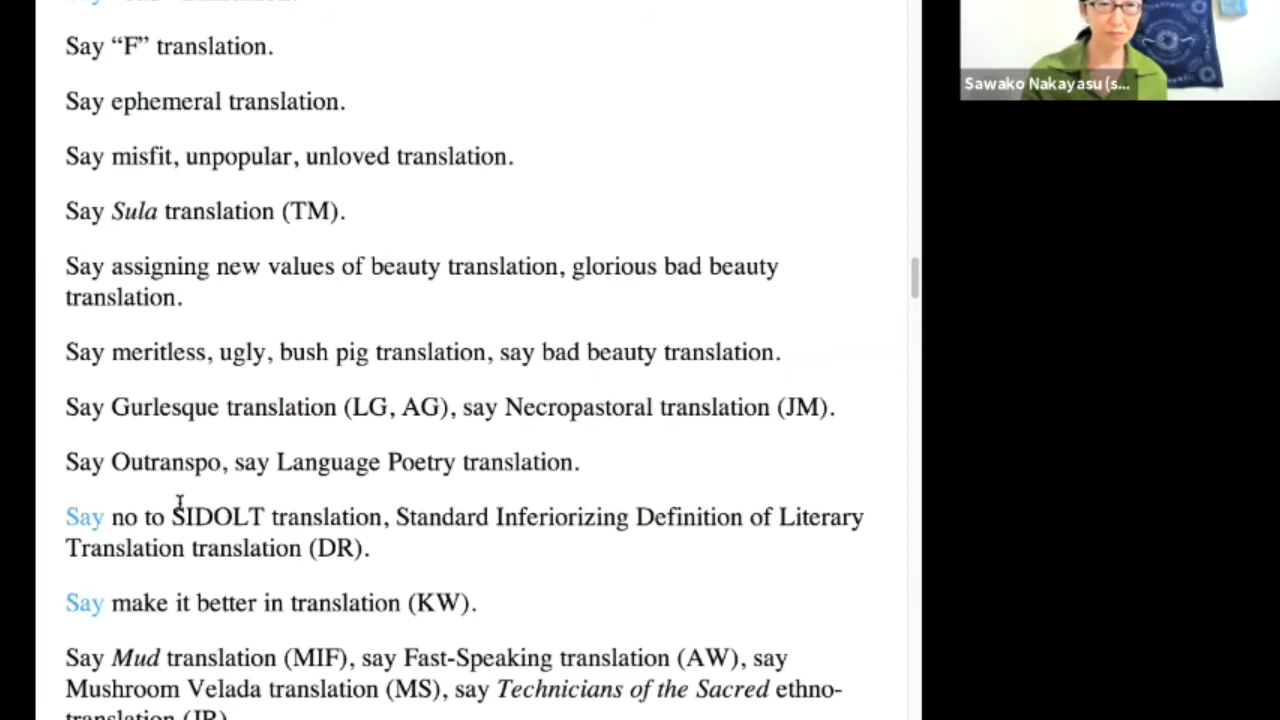 Say "F" translation.
Say ephemeral translation.
Say misfit, unpopular, unloved translation.
Say Sula translation (TM).
Say assigning new values of beauty translation, glorious bad beauty
translation.
Say meritless, ugly, bush pig translation, say bad beauty translation.
Say Gurlesque translation (LG, AG), say Necropastoral translation (JM).
Say Outranspo, say Language Poetry translation.
Say no to SIDOLT translation, Standard Inferiorizing Definition of Literary
Translation translation (DR).
Say make it better in translation (KW).
Say Mud translation (MIF), say Fast-Speaking translation (AW), say
Mushroom Velada translation (MS), say Technicians of the Sacred ethno-
translation (JR)
Sawako Nakayasu (s...